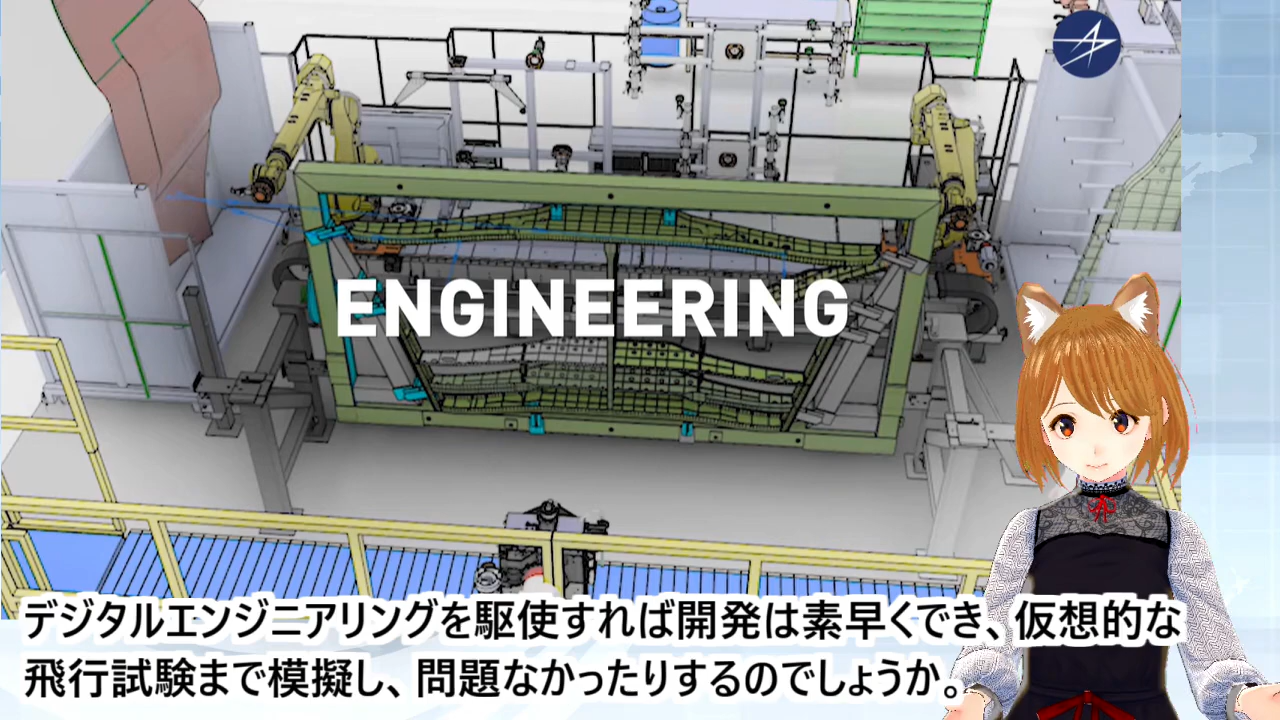 ENGINEERING
デジタルエンジニアリングを駆使すれば開発は素早くでき、仮想的な
飛行試験まで模擬し、問題なかったりするのでしょうか。